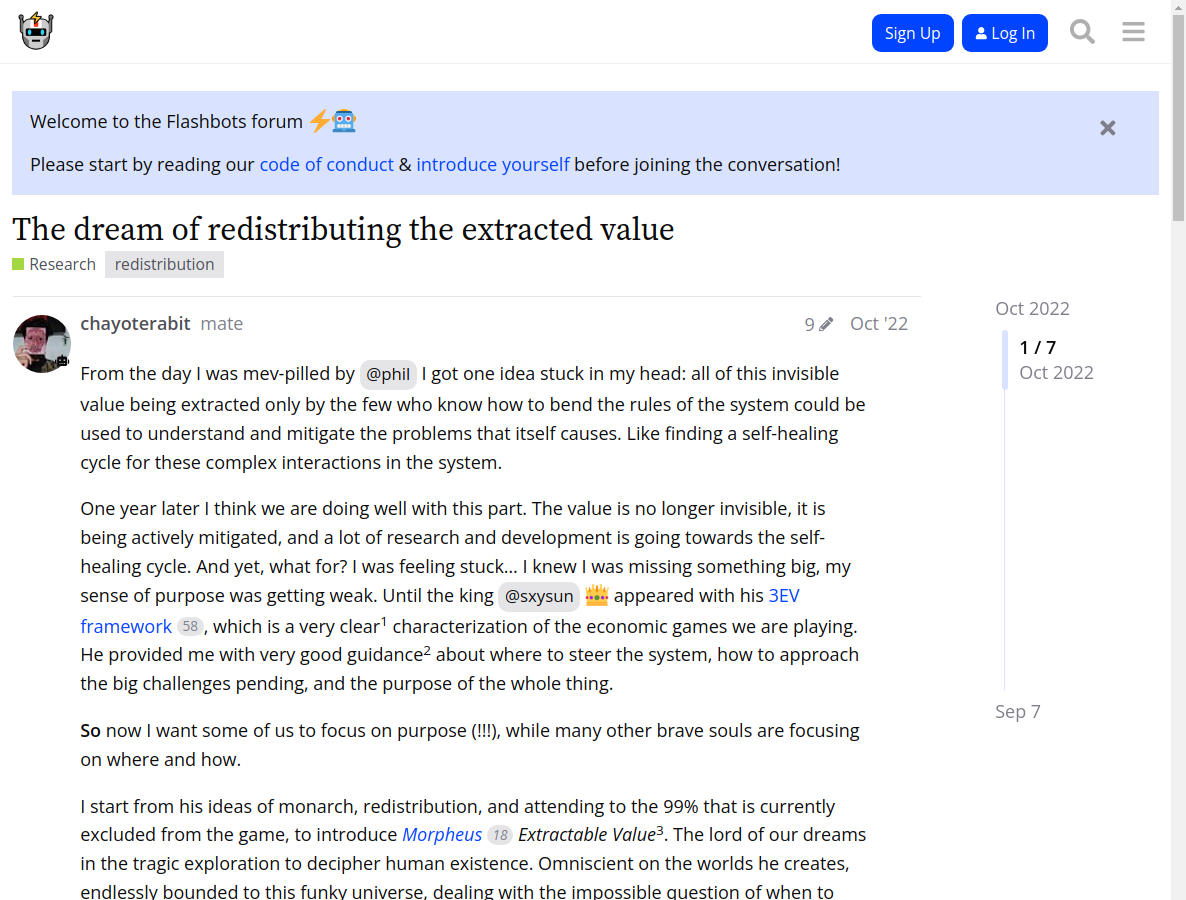 Sign Up
Log In
Welcome to the Flashbots forum
Please start by reading our code of conduct & introduce yourself before joining the conversation!
The dream of redistributing the extracted value
Research redistribution
chayoterabit mate 9 Oct '22
From the day I was mev-pilled by @phil I got one idea stuck in my head: all of this invisible
value being extracted only by the few who know how to bend the rules of the system could be
used to understand and mitigate the problems that itself causes. Like finding a self-healing
cycle for these complex interactions in the system.
One year later I think we are doing well with this part. The value is no longer invisible, it is
being actively mitigated, and a lot of research and development is going towards the self-
healing cycle. And yet, what for? I was feeling stuck… I knew I was missing something big, my
sense of purpose was getting weak. Until the king @sxysun appeared with his 3EV
framework 58 , which is a very clear1 characterization of the economic games we are playing.
He provided me with very good guidance2 about where to steer the system, how to approach
the big challenges pending, and the purpose of the whole thing.
So now I want some of us to focus on purpose (!!!), while many other brave souls are focusing
on where and how.
I start from his ideas of monarch, redistribution, and attending to the 99% that is currently
excluded from the game, to introduce Morpheus 18 Extractable Value3. The lord of our dreams
in the tragic exploration to decipher human existence. Omniscient on the worlds he creates,
endlessly bounded to this funky universe, dealing with the impossible question of when to
Oct 2022
1 / 7
Oct 2022
Sep 7